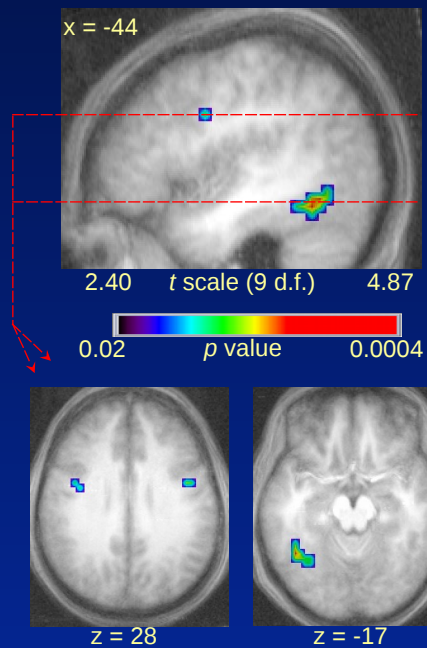 x = -44
2.40 t scale (9 d.f.) 4.87
0.02 p value 0.0004
z = 28 z = -17